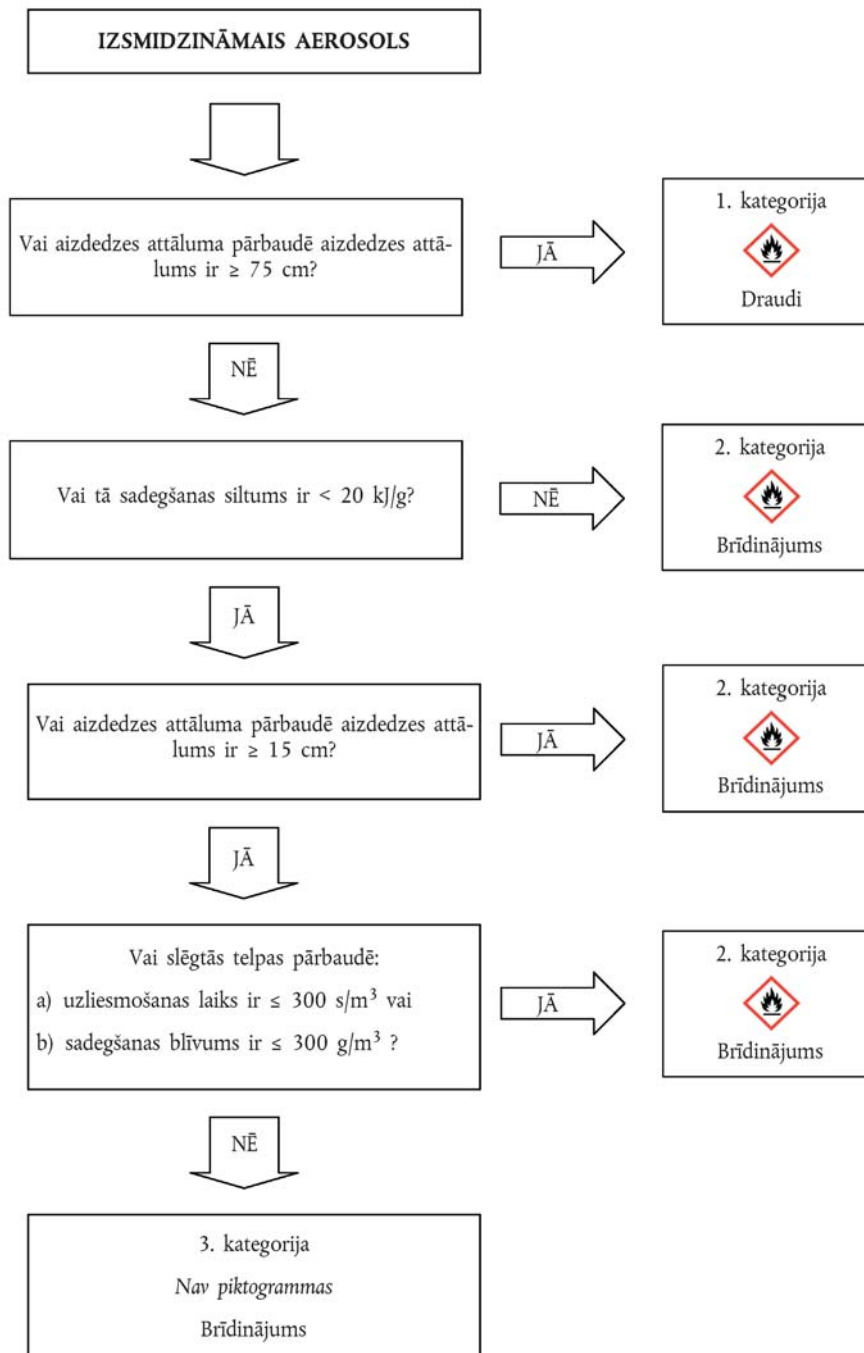 IZSMIDZINĀMAIS AEROSOLS
Vai aizdedzes attāluma pārbaudē aizdedzes attā-
lums ir ≥ 75 cm?
JĀ
1. kategorija
Draudi
NĒ
Vai tā sadegšanas siltums ir < 20 kJ/g?
NĒ
2. kategorija
Brīdinājums
JĀ
Vai aizdedzes attāluma pārbaudē aizdedzes attā-
lums ir ≥ 15 cm?
JĀ
2. kategorija
Brīdinājums
JĀ
Vai slēgtās telpas pārbaudē:
a) uzliesmošanas laiks ir ≤ 300 s/m³ vai
b) sadegšanas blīvums ir ≤ 300 g/m³ ?
JĀ
2. kategorija
Brīdinājums
NĒ
3. kategorija
Nav piktogrammas
Brīdinājums